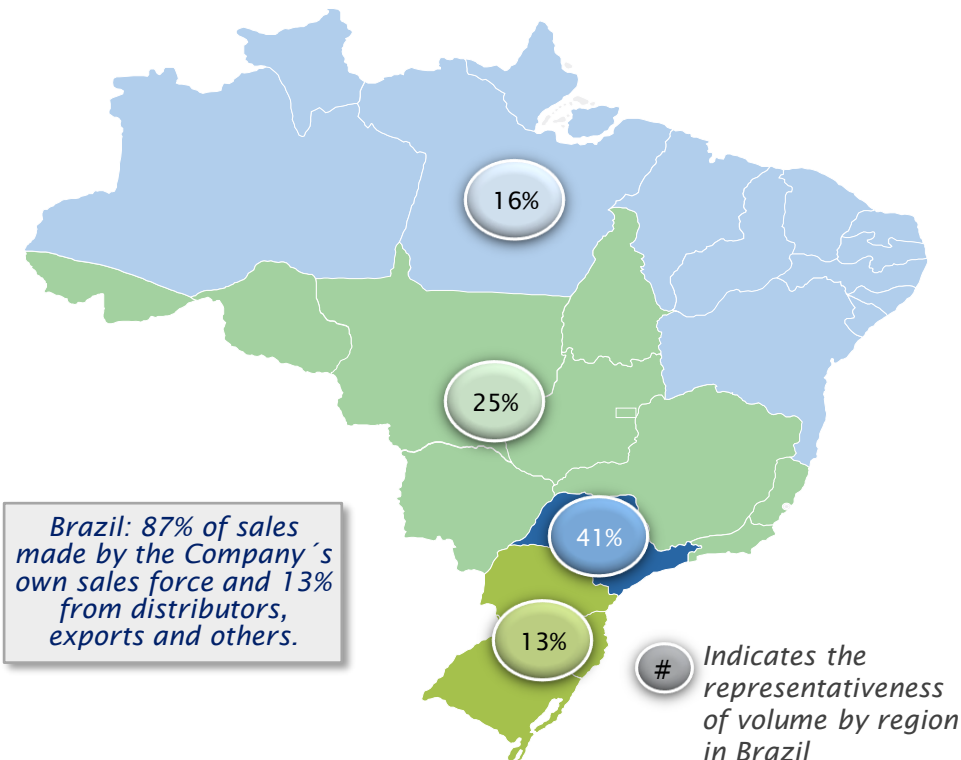 16%
25%
41%
13%
Brazil: 87% of sales
made by the Company´s
own sales force and 13%
from distributors,
exports and others.
#
Indicates the
representativeness
of volume by region
in Brazil